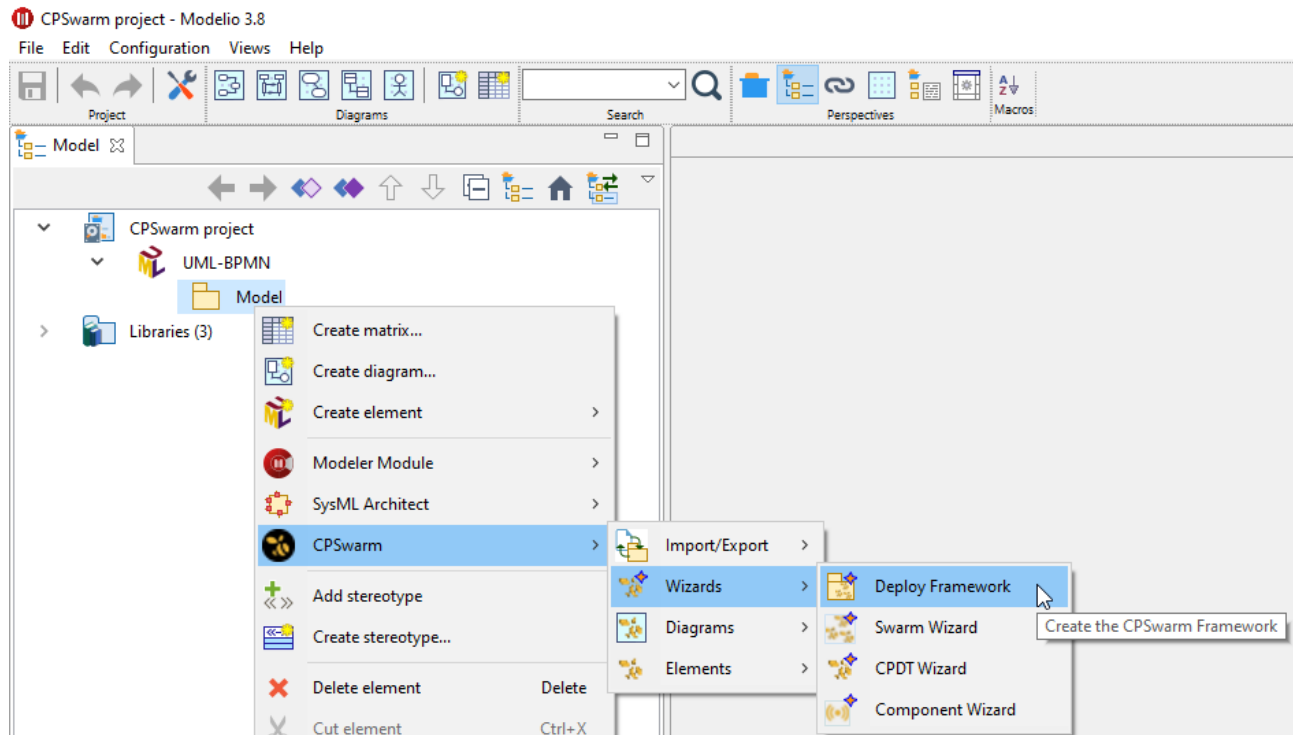 CPSwarm project - Modelio 3.8
File Edit Configuration Views Help
Project Diagrams Search Perspectives Macros
Model
CPSwarm project
UML-BPMN
Model
Libraries (3)
Create matrix...
Create diagram...
Create element
Modeler Module
SysML Architect
CPSwarm Import/Export
Wizards Deploy Framework
Add stereotype
Diagrams Swarm Wizard Create the CPSwarm Framework
Create stereotype...
Elements CPDT Wizard
Delete element Delete
Component Wizard
Cut element Ctrl+X